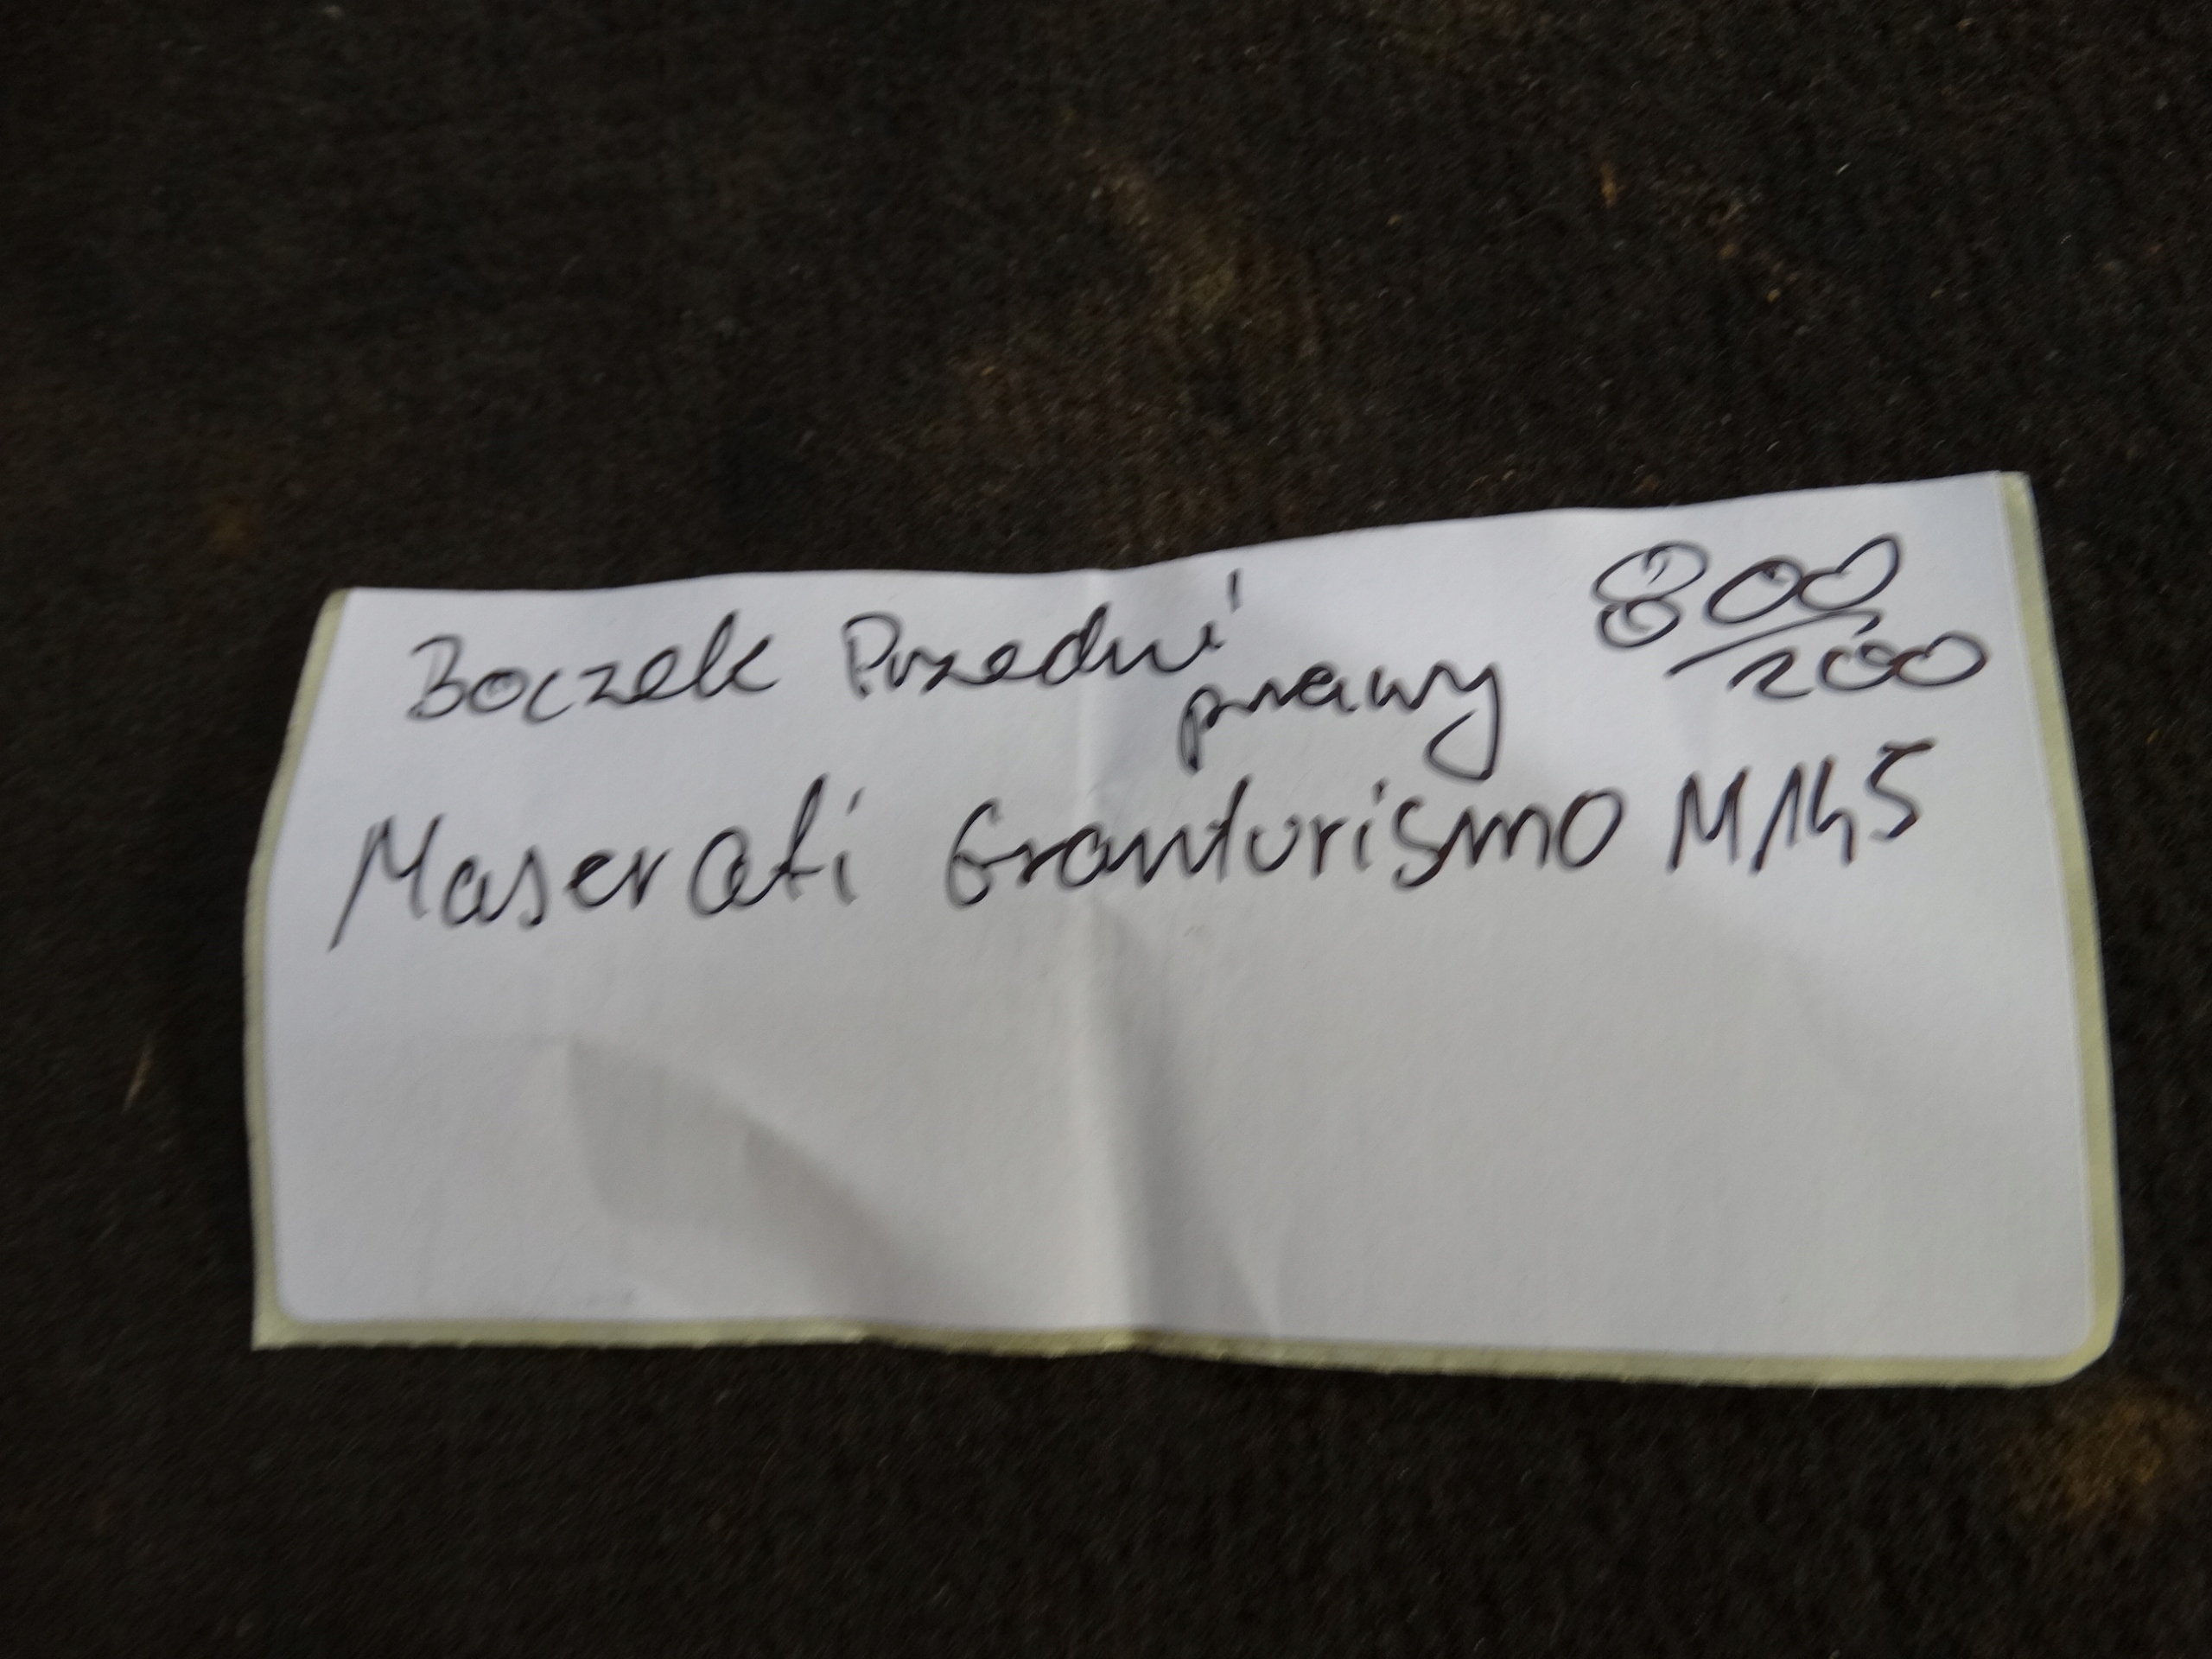 Boczek Przedni 800
prawy /200
Maserati Granturismo M145